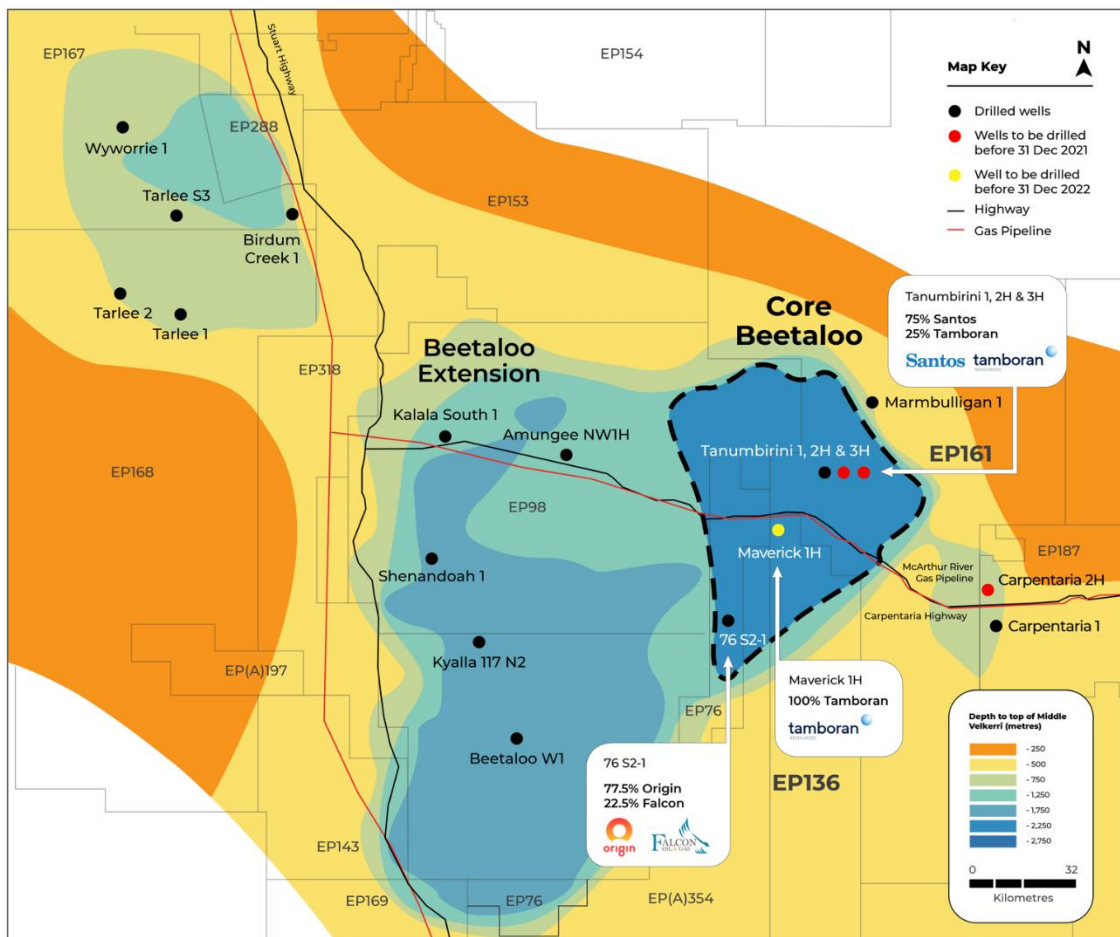 EP167
Stuart Highway
EP154
N
Map Key
Drilled wells
Wells to be drilled
before 31 Dec 2021
Well to be drilled
before 31 Dec 2022
Highway
Gas Pipeline
Wyworrie 1
EP288
Tarlee S3
Birdum
Creek 1
EP153
Tarlee 2
Tarlee 1
Tanumbirini 1, 2H & 3H
75% Santos
25% Tamboran
Santos tamboran
RESOURCES
Core
Beetaloo
Beetaloo
Extension
EP318
Kalala South 1
Amungee NW1H
Marmbulligan 1
Tanumbirini 1, 2H & 3H
EP161
EP168
EP98
Maverick 1H
Shenandoah 1
McArthur River
Gas Pipeline
EP187
Carpentaria 2H
Carpentaria Highway
Carpentaria 1
76 S2-1
Kyalla 117 N2
EP(A)197
Maverick 1H
100% Tamboran
tamboran
RESOURCES
EP76
Beetaloo W1
76 S2-1
77.5% Origin
22.5% Falcon
origin
FALCON
OIL & GAS
EP136
Depth to top of Middle
Velkerri (metres)
- 250
- 500
- 750
- 1,250
- 1,750
- 2,250
- 2,750
0 32
Kilometres
EP143
EP169
EP76
EP(A)354